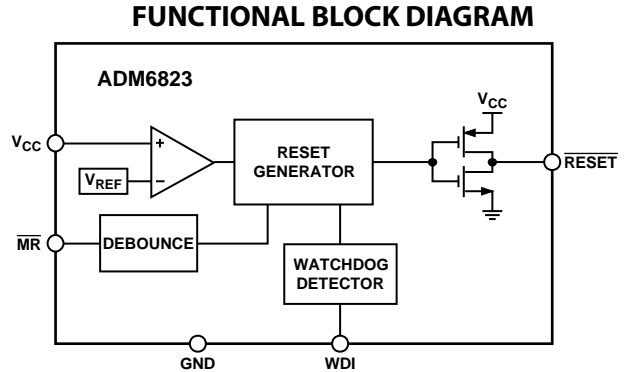 FUNCTIONAL BLOCK DIAGRAM
ADM6823
VCC
VCC
+
RESET
GENERATOR
RESET
VREF
−
MR
DEBOUNCE
WATCHDOG
DETECTOR
GND
WDI